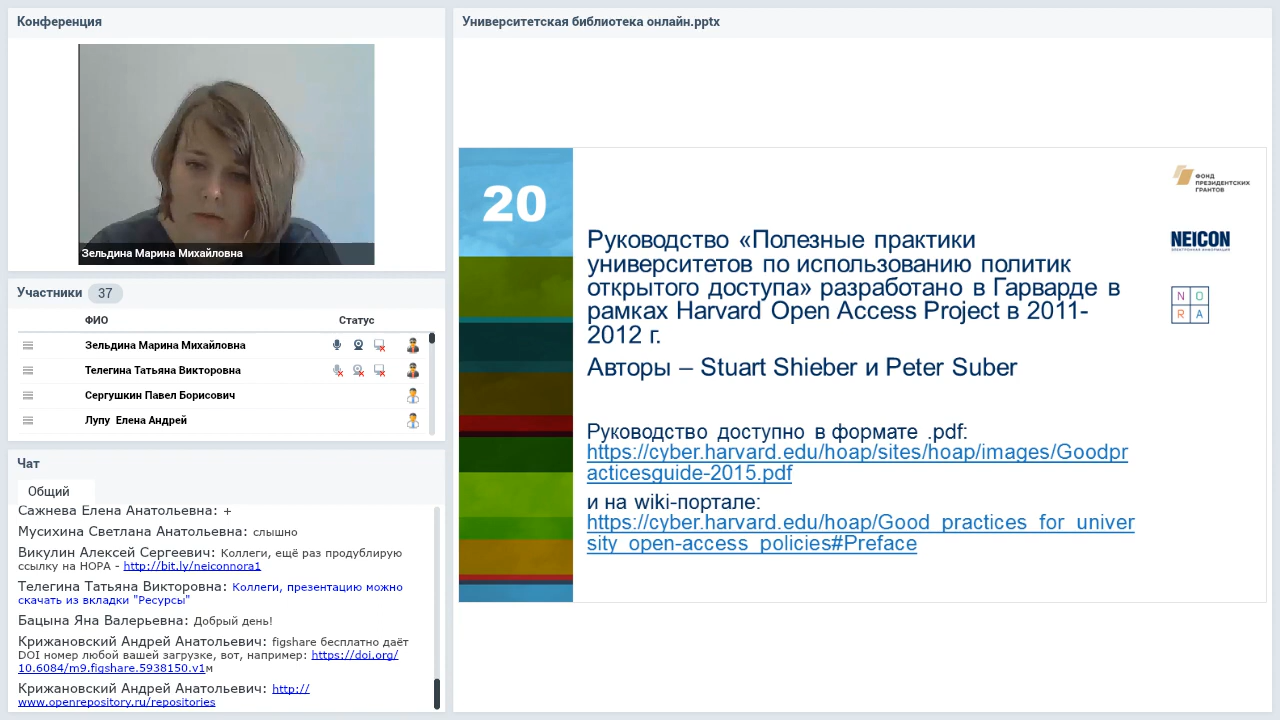 Конференция
Зельдина Марина Михайловна
Участники 37
ФИО Статус
Зельдина Марина Михайловна
Телегина Татьяна Викторовна
Сергушкин Павел Борисович
Лупу Елена Андрей
Чат
Общий
Сажнева Елена Анатольевна: +
Мусихина Светлана Анатольевна: слышно
Викулин Алексей Сергеевич: Коллеги, ещё раз продублирую
ссылку на НОРА - http://bit.ly/neiconnora1
Телегина Татьяна Викторовна: Коллеги, презентацию можно
скачать из вкладки "Ресурсы"
Бацына Яна Валерьевна: Добрый день!
Крижановский Андрей Анатольевич: figshare бесплатно даёт
DOI номер любой вашей загрузке, вот, например: https://doi.org/
10.6084/m9.figshare.5938150.v1м
Крижановский Андрей Анатольевич: http://
www.openrepository.ru/repositories
Университетская библиотека онлайн.pptx
20
Руководство «Полезные практики
университетов по использованию политик
открытого доступа» разработано в Гарварде в
рамках Harvard Open Access Project в 2011-
2012 г.
Авторы – Stuart Shieber и Peter Suber
Руководство доступно в формате .pdf:
https://cyber.harvard.edu/hoap/sites/hoap/images/Goodpr
acticesguide-2015.pdf
и на wiki-портале:
https://cyber.harvard.edu/hoap/Good_practices_for_univer
sity_open-access_policies#Preface
ФОНД
ПРЕЗИДЕНТСКИХ
ГРАНТОВ
NEICON
ЭЛЕКТРОННАЯ ИНФОРМАЦИЯ
N O
R A